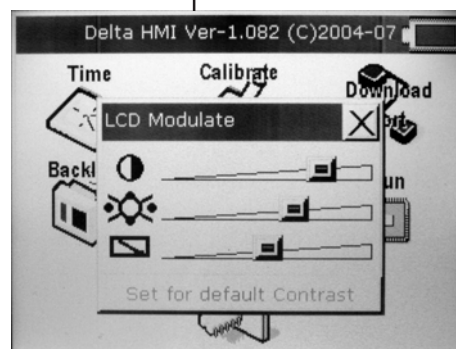 Delta HMI Ver-1.082 (C)2004-07
Time
Calibrate
Download
LCD Modulate
Set for default Contrast